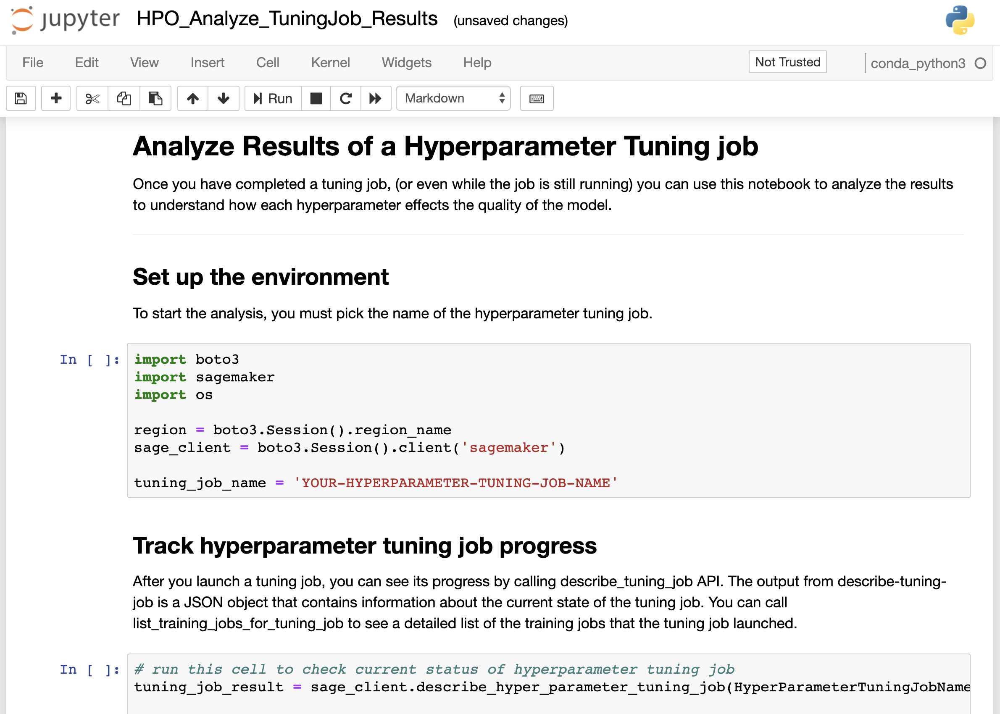 jupyter HPO_Analyze_TuningJob_Results (unsaved changes)
File Edit View Insert Cell Kernel Widgets Help Not Trusted conda_python3
Run Markdown
Analyze Results of a Hyperparameter Tuning job
Once you have completed a tuning job, (or even while the job is still running) you can use this notebook to analyze the results
to understand how each hyperparameter effects the quality of the model.
Set up the environment
To start the analysis, you must pick the name of the hyperparameter tuning job.
In [ ]: import boto3
import sagemaker
import os
region = boto3.Session().region_name
sage_client = boto3.Session().client('sagemaker')
tuning_job_name = 'YOUR-HYPERPARAMETER-TUNING-JOB-NAME'
Track hyperparameter tuning job progress
After you launch a tuning job, you can see its progress by calling describe_tuning_job API. The output from describe-tuning-
job is a JSON object that contains information about the current state of the tuning job. You can call
list_training_jobs_for_tuning_job to see a detailed list of the training jobs that the tuning job launched.
In [ ]: # run this cell to check current status of hyperparameter tuning job
tuning_job_result = sage_client.describe_hyper_parameter_tuning_job(HyperParameterTuningJobName